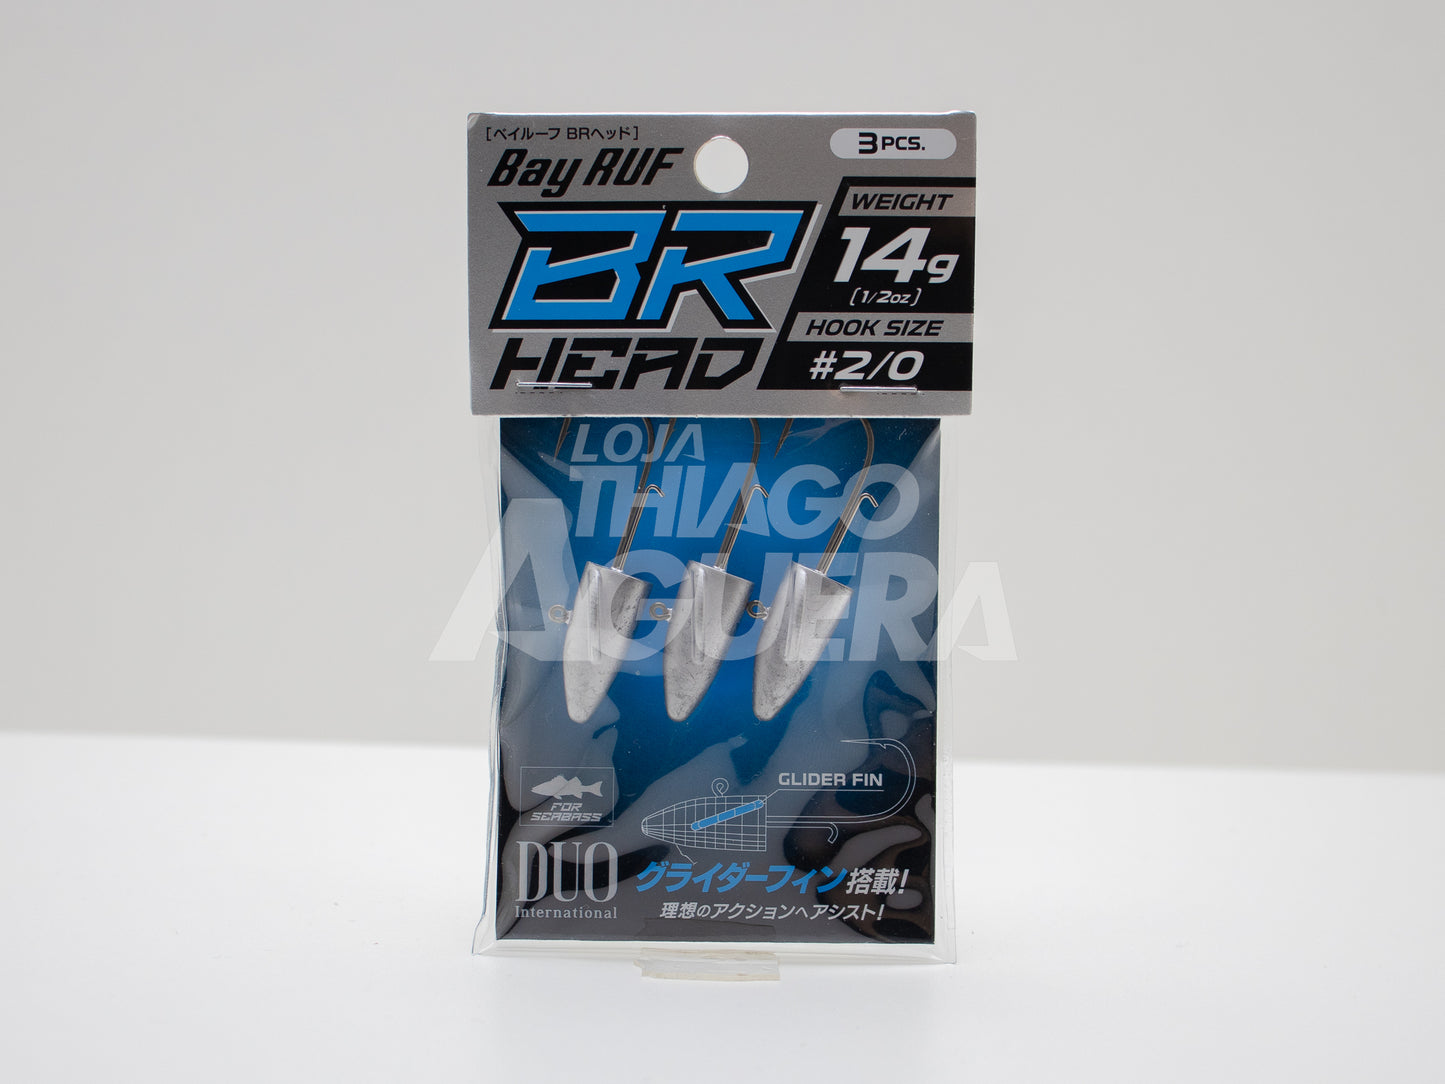 [ベイルーフ BRヘッド]
Bay RUF
3PCS.
BR
HEAD
WEIGHT
14g
[1/2oz]
HOOK SIZE
#2/0
LOJA
THIAGO
AGUERA
GLIDER FIN
FOR
SEABASS
DUO
International
グライダーフィン搭載!
理想のアクションへアシスト!